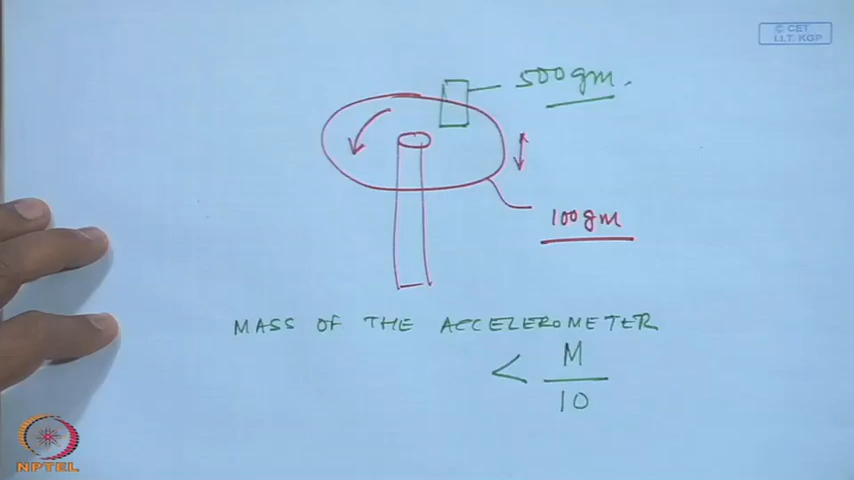 © CET
I.I.T. KGP
500gm.
100gm
MASS OF THE ACCELEROMETER
< M
10
NPTEL